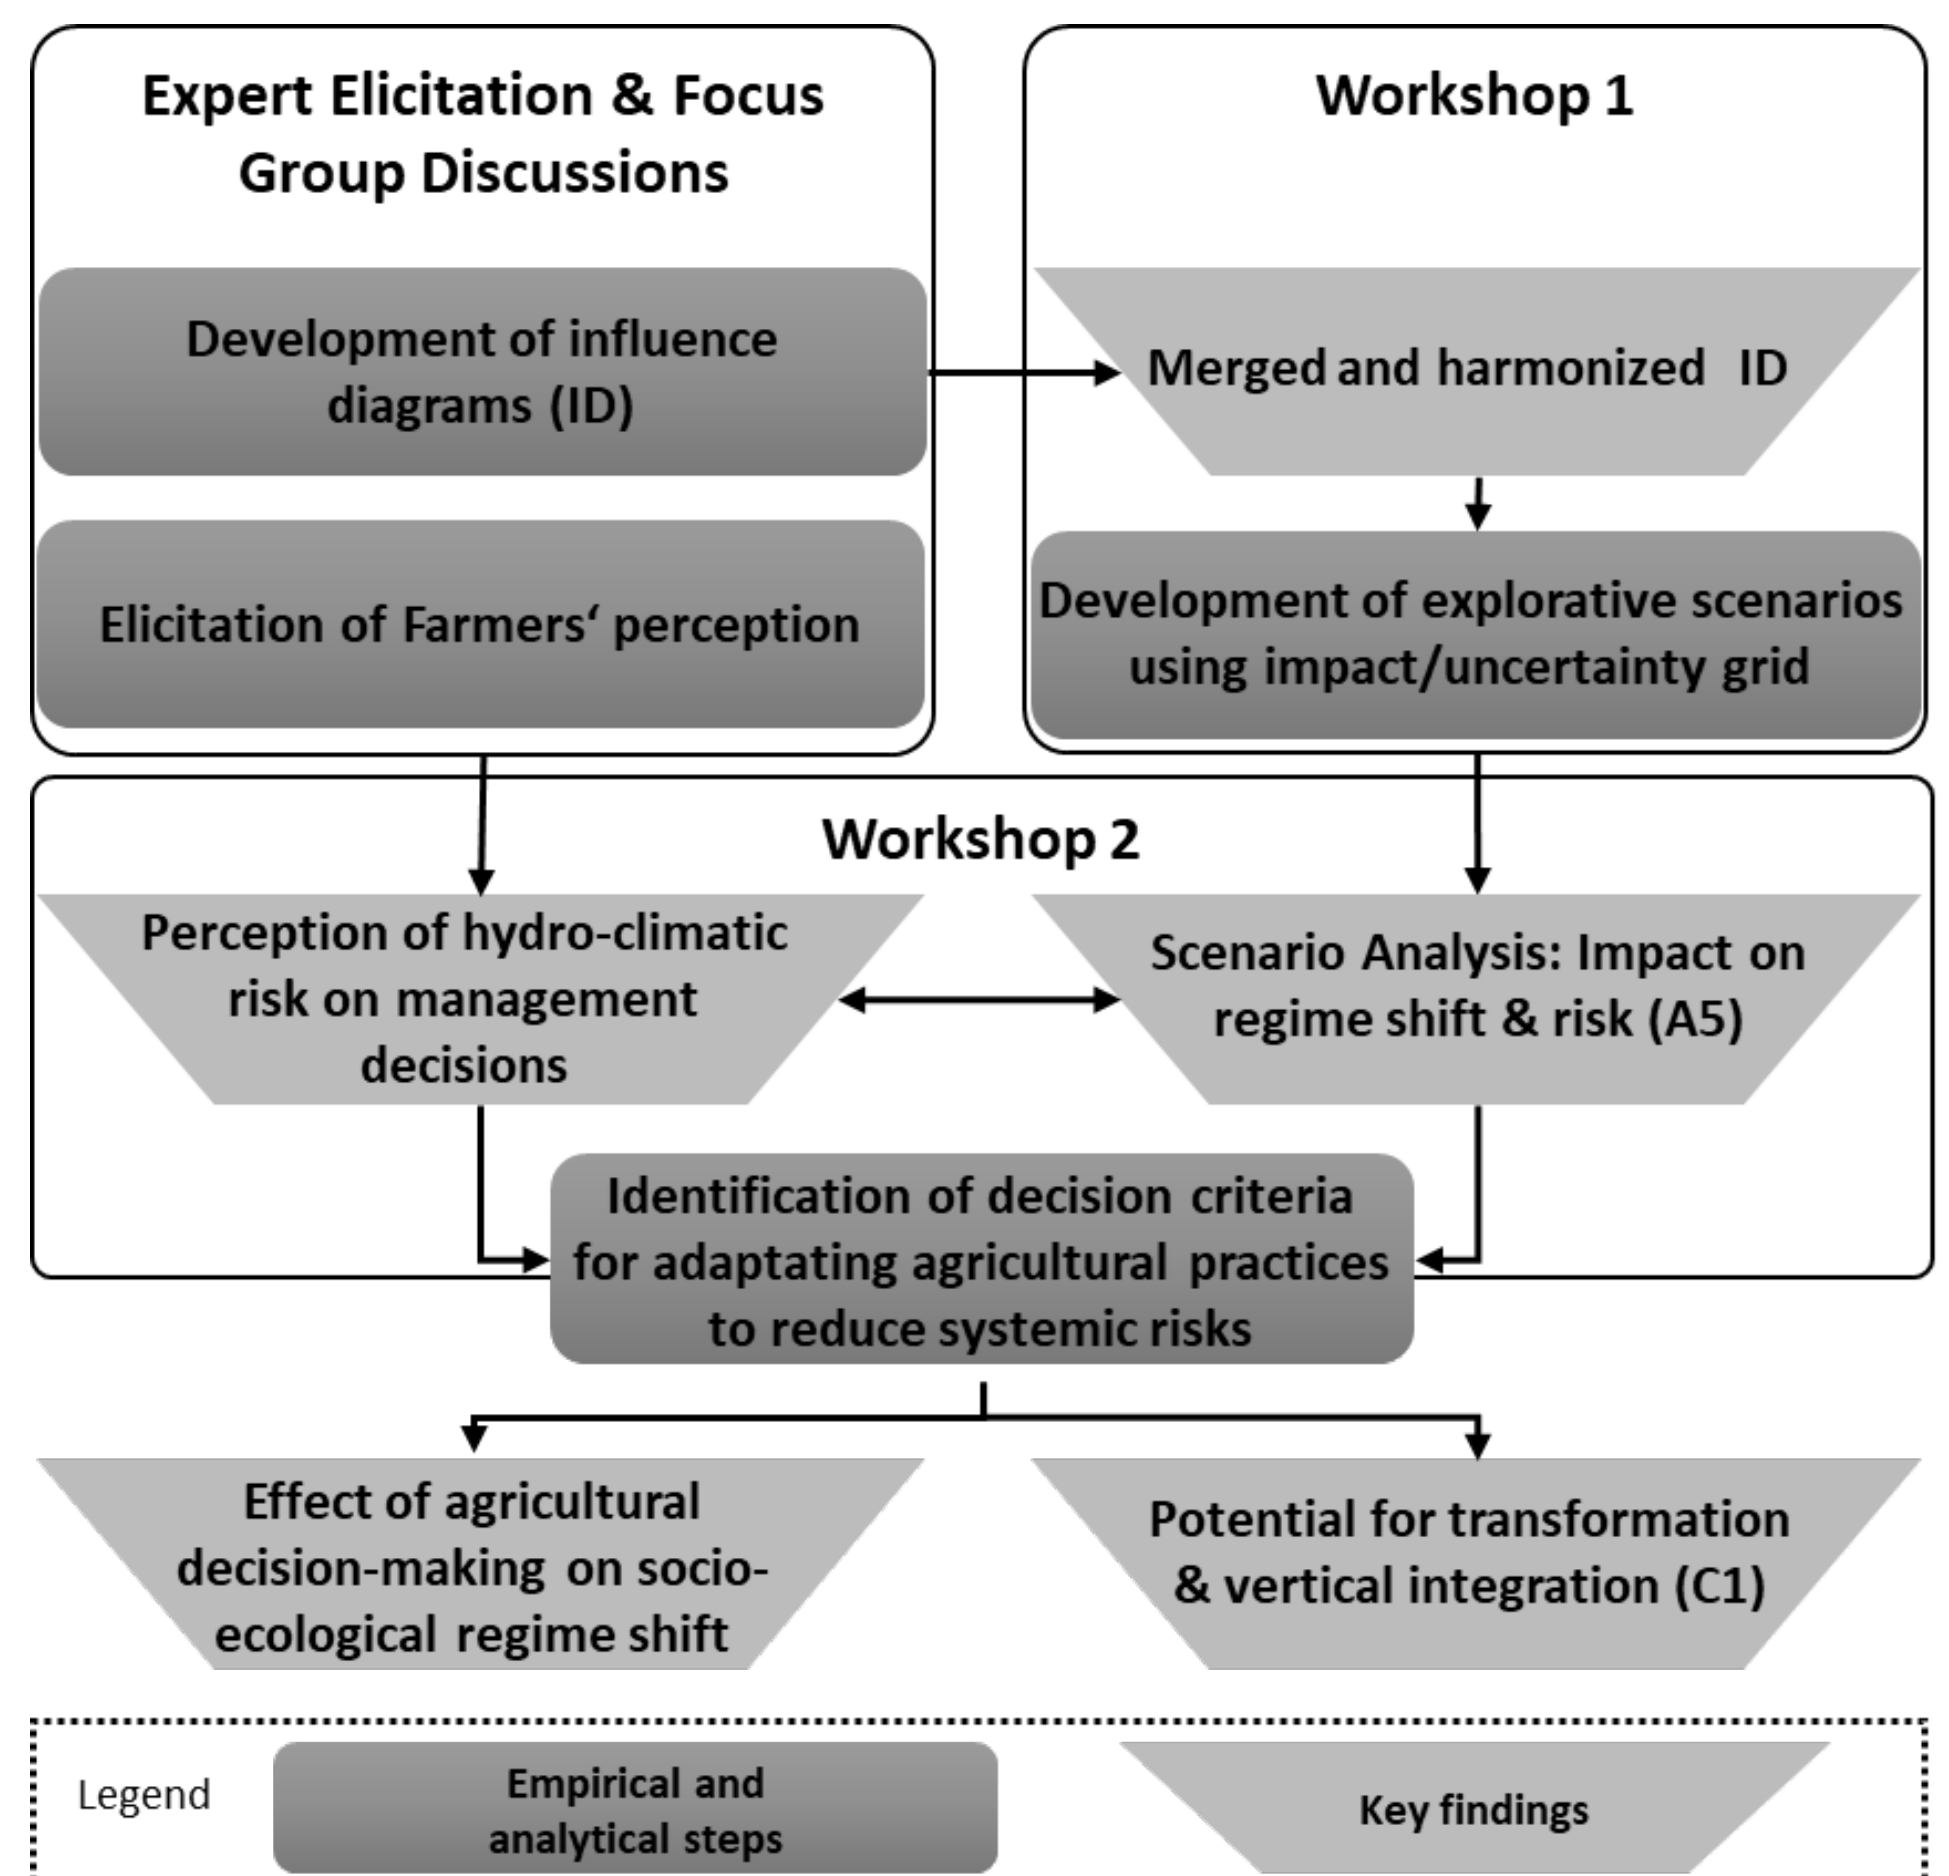 Expert Elicitation & Focus
Group Discussions
Development of influence
diagrams (ID)
Elicitation of Farmers‘ perception
Workshop 1
Merged and harmonized ID
Development of explorative scenarios
using impact/uncertainty grid
Workshop 2
Perception of hydro-climatic
risk on management
decisions
Scenario Analysis: Impact on
regime shift & risk (A5)
Identification of decision criteria
for adaptating agricultural practices
to reduce systemic risks
Effect of agricultural
decision-making on socio-
ecological regime shift
Potential for transformation
& vertical integration (C1)
Legend
Empirical and
analytical steps
Key findings